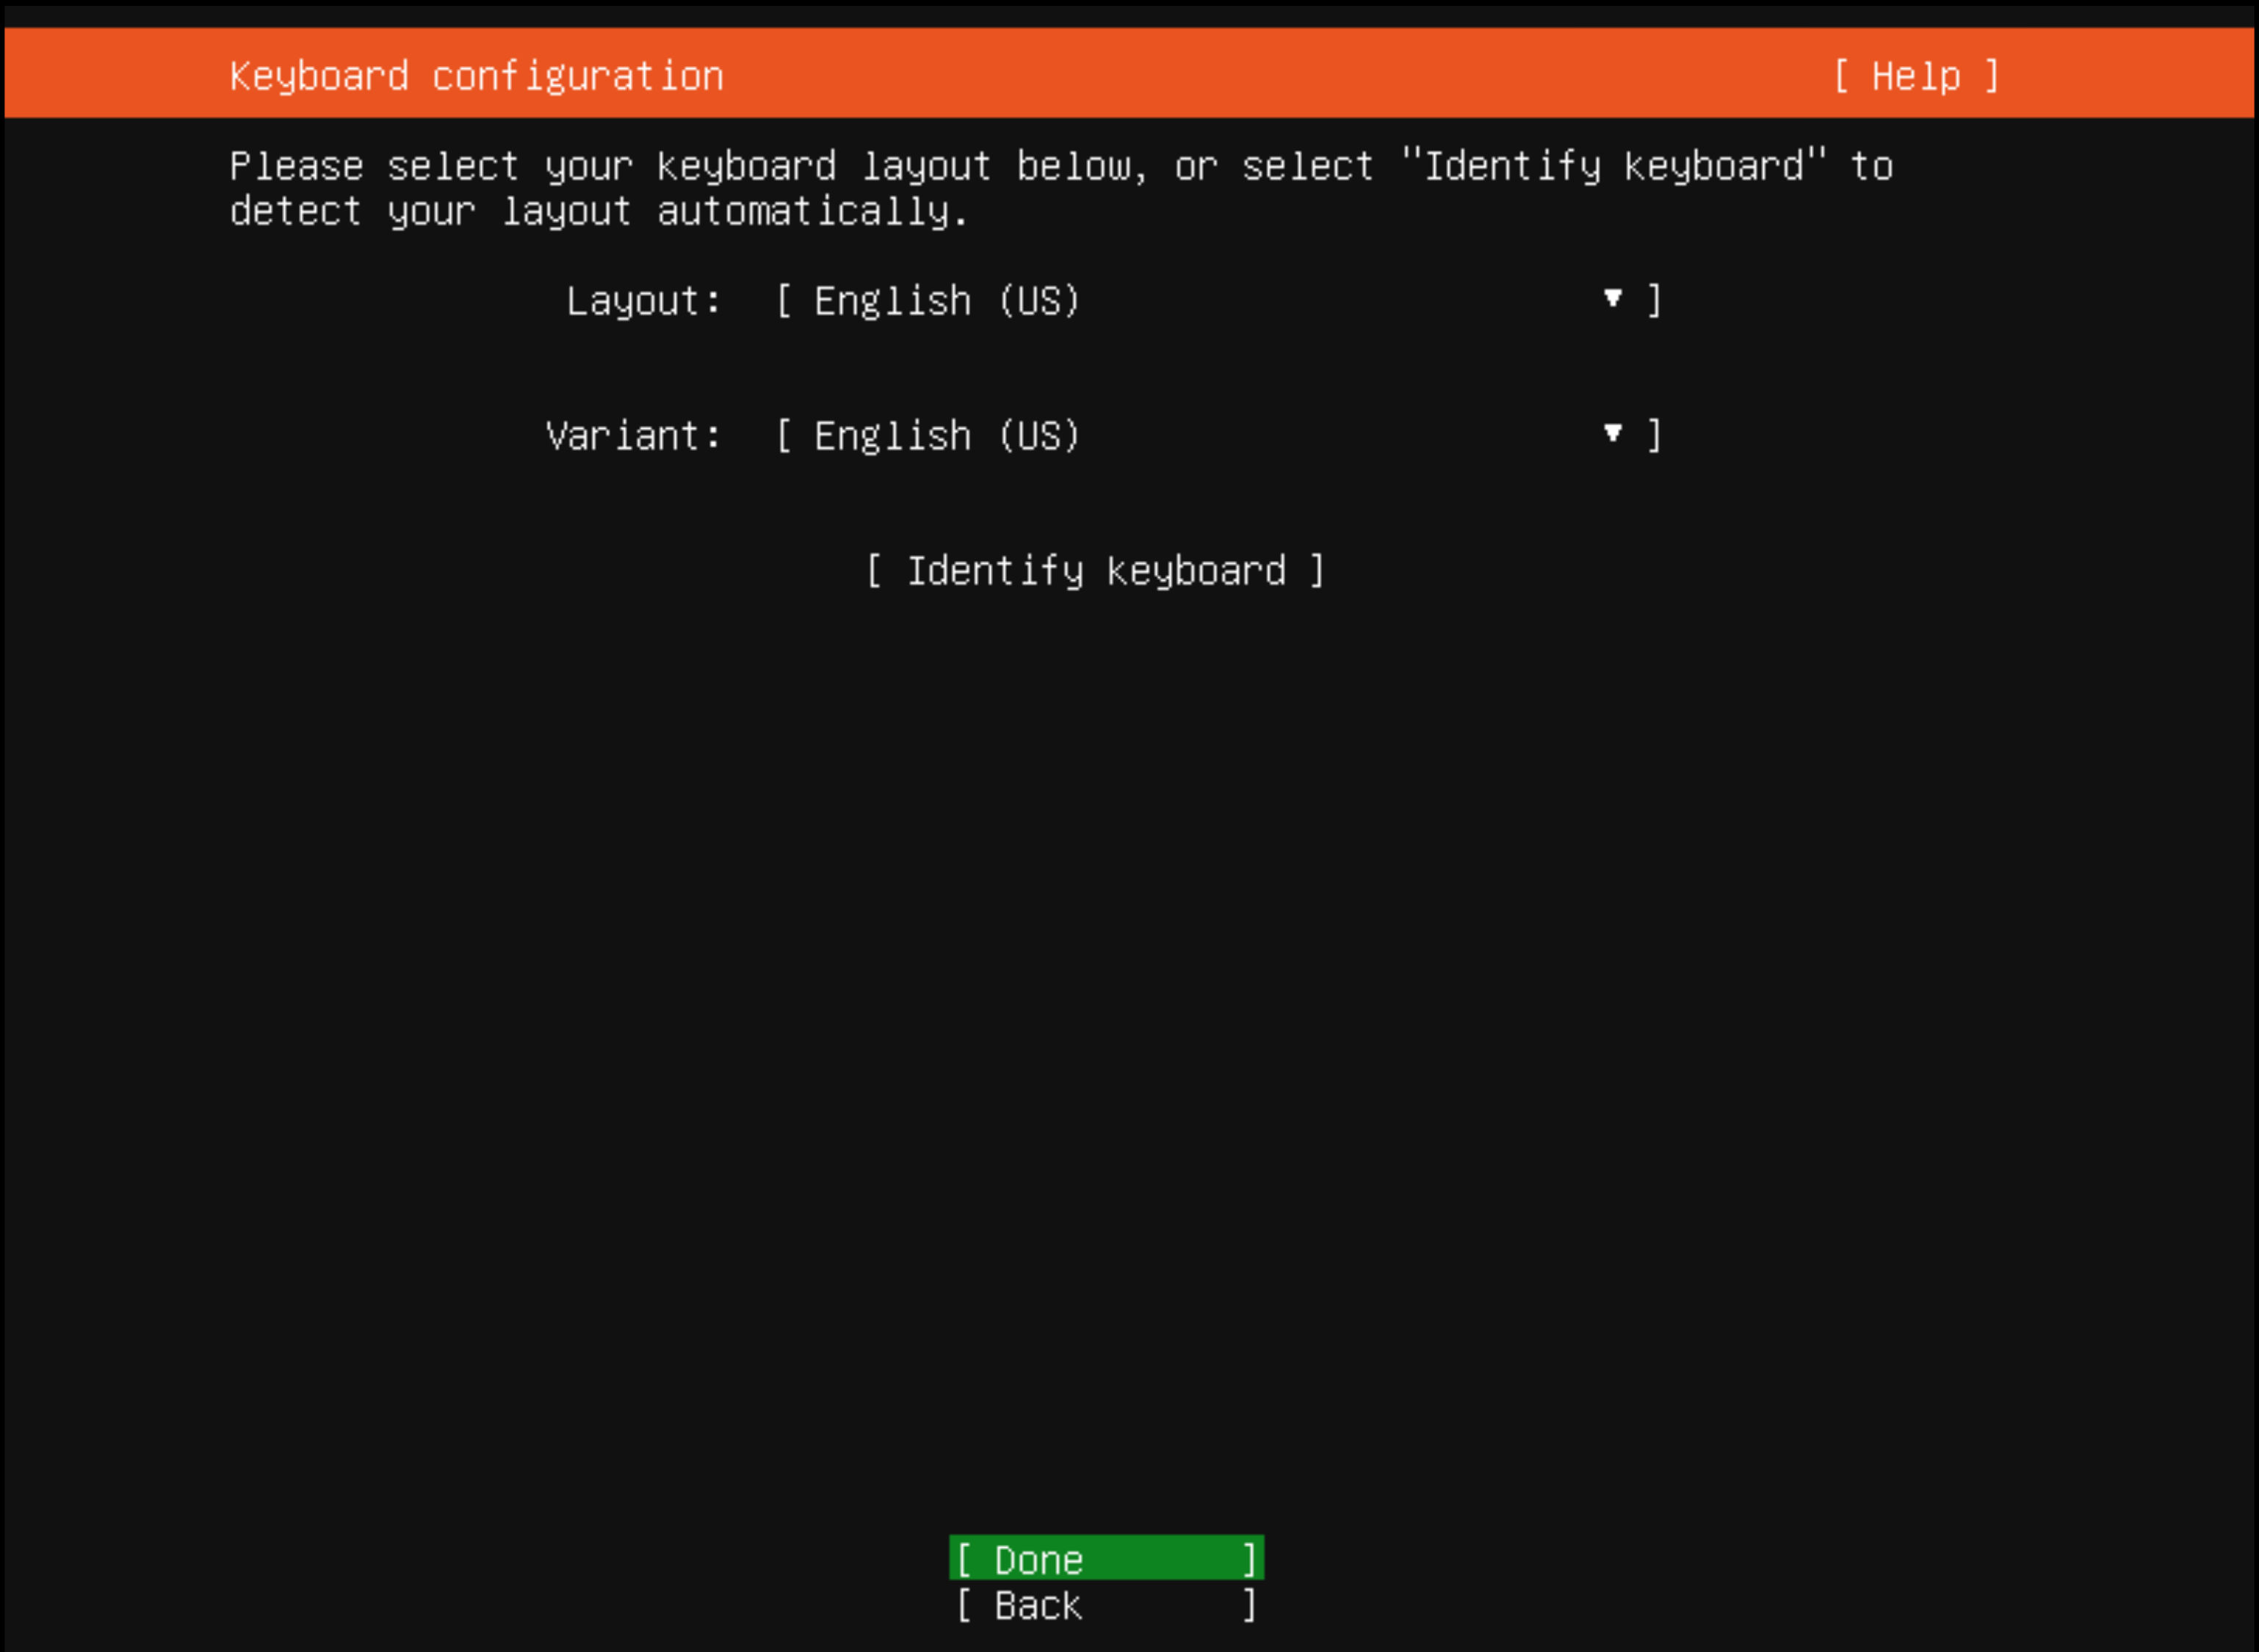 Keyboard configuration [ Help ]
Please select your keyboard layout below, or select "Identify keyboard" to
detect your layout automatically.
Layout: [ English (US) ▼ ]
Variant: [ English (US) ▼ ]
[ Identify keyboard ]
[ Done ]
[ Back ]